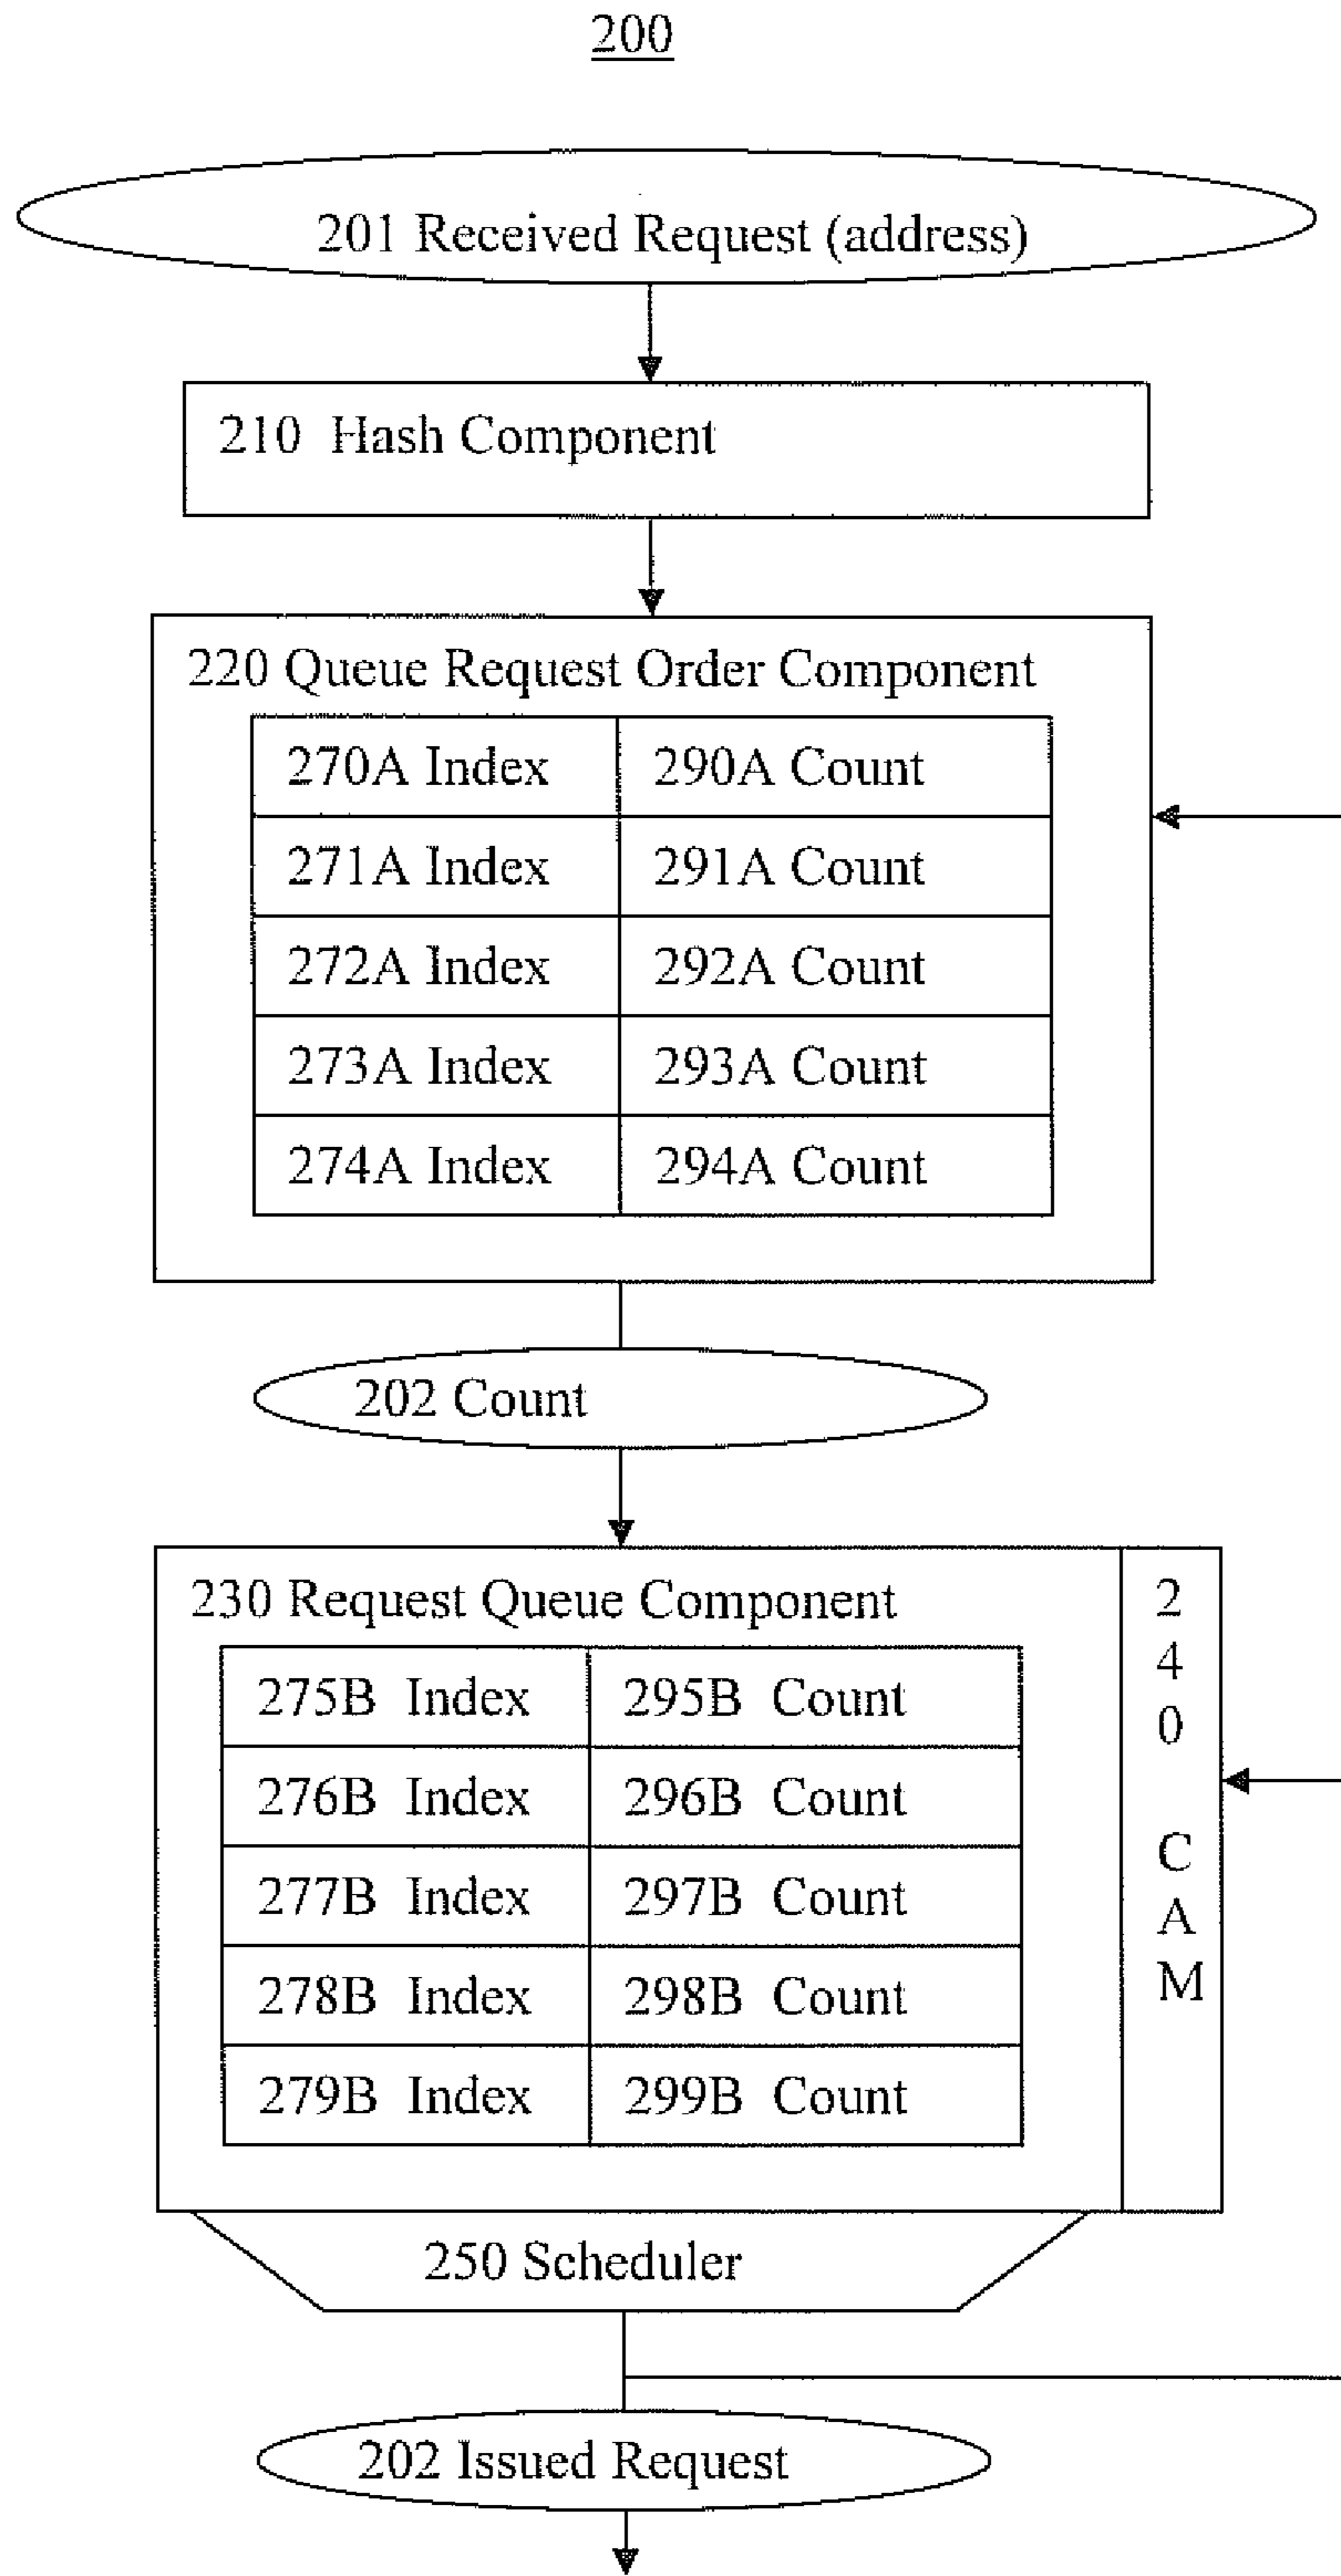 200
201 Received Request (address)
210 Hash Component
220 Queue Request Order Component
270A Index 290A Count
271A Index 291A Count
272A Index 292A Count
273A Index 293A Count
274A Index 294A Count
202 Count
230 Request Queue Component
240 CAM
275B Index 295B Count
276B Index 296B Count
277B Index 297B Count
278B Index 298B Count
279B Index 299B Count
250 Scheduler
202 Issued Request